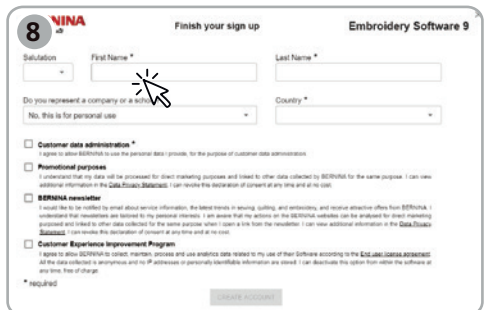 8
BERNINA
Finish your sign up
Embroidery Software 9
Salutation
First Name *
Last Name *
Do you represent a company or a school
Country *
No, this is for personal use
Customer data administration *
I agree to allow BERNINA to use the personal data I provide, for the purpose of customer data administration
Promotional purposes
I understand that my data will be processed for direct marketing purposes and linked to other data collected by BERNINA for the same purpose. I can view
additional information in the Data Privacy Statement. I can revoke this declaration of consent at any time and at no cost.
BERNINA newsletter
I would like to be notified by email about service information, the latest trends in sewing, quilting, and embroidery, and receive attractive offers from BERNINA. I
understand that newsletters are tailored to my personal interests. I am aware that my actions on the BERNINA websites can be analysed for direct marketing
purposes and linked to other data collected for the same purpose when I open a link from the newsletter. I can view additional information in the Data Privacy
Statement. I can revoke this declaration of consent at any time and at no cost.
Customer Experience Improvement Program
I agree to allow BERNINA to collect, maintain, process and use analytics data related to my use of their Software according to the End user license agreement.
All the data collected is anonymous and no IP addresses or personally identifiable information are stored. I can deactivate this option from within the software at
any time, free of charge.
* required
CREATE ACCOUNT